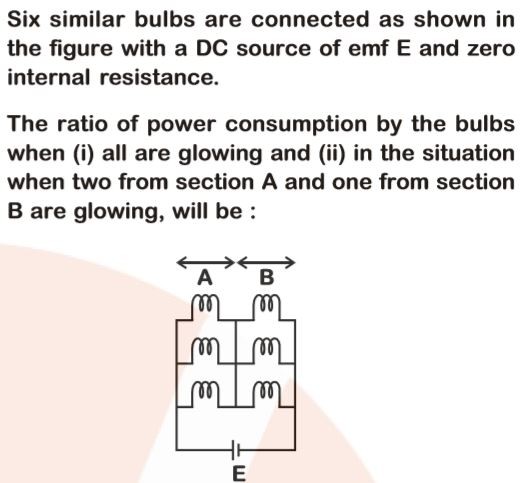 Six similar bulbs are connected as shown in
the figure with a DC source of emf E and zero
internal resistance.
The ratio of power consumption by the bulbs
when (i) all are glowing and (ii) in the situation
when two from section A and one from section
B are glowing, will be :
A B
E